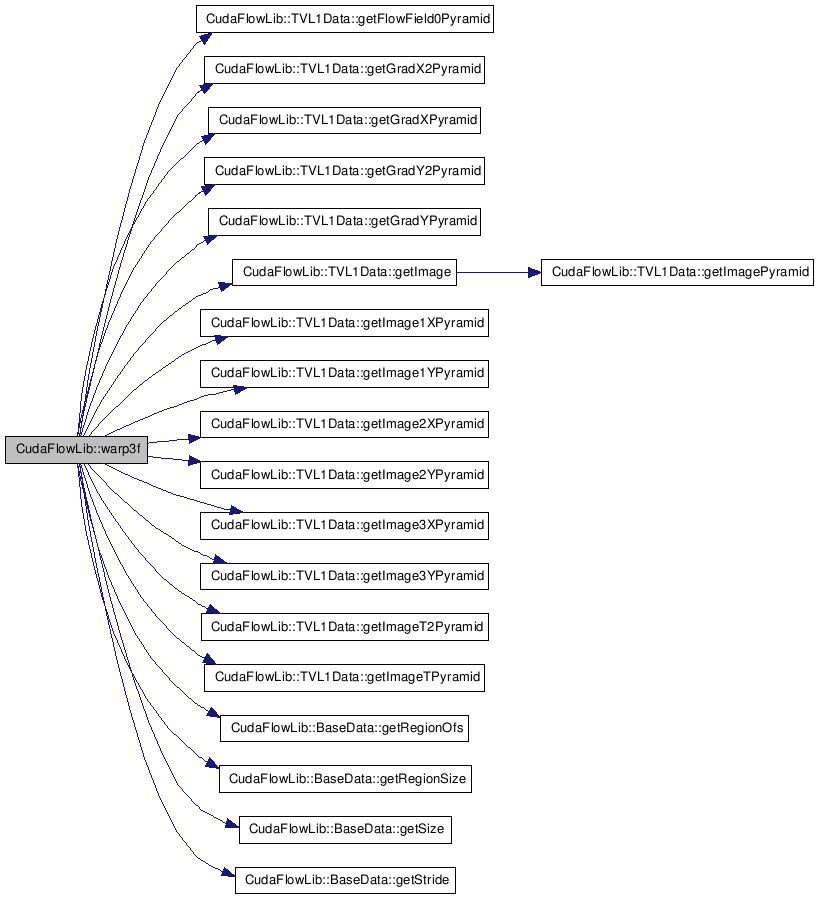 CudaFlowLib::TVL1Data::getFlowField0Pyramid
CudaFlowLib::TVL1Data::getGradX2Pyramid
CudaFlowLib::TVL1Data::getGradXPyramid
CudaFlowLib::TVL1Data::getGradY2Pyramid
CudaFlowLib::TVL1Data::getGradYPyramid
CudaFlowLib::TVL1Data::getImage
CudaFlowLib::TVL1Data::getImagePyramid
CudaFlowLib::TVL1Data::getImage1XPyramid
CudaFlowLib::TVL1Data::getImage1YPyramid
CudaFlowLib::TVL1Data::getImage2XPyramid
CudaFlowLib::warp3f
CudaFlowLib::TVL1Data::getImage2YPyramid
CudaFlowLib::TVL1Data::getImage3XPyramid
CudaFlowLib::TVL1Data::getImage3YPyramid
CudaFlowLib::TVL1Data::getImageT2Pyramid
CudaFlowLib::TVL1Data::getImageTPyramid
CudaFlowLib::BaseData::getRegionOfs
CudaFlowLib::BaseData::getRegionSize
CudaFlowLib::BaseData::getSize
CudaFlowLib::BaseData::getStride